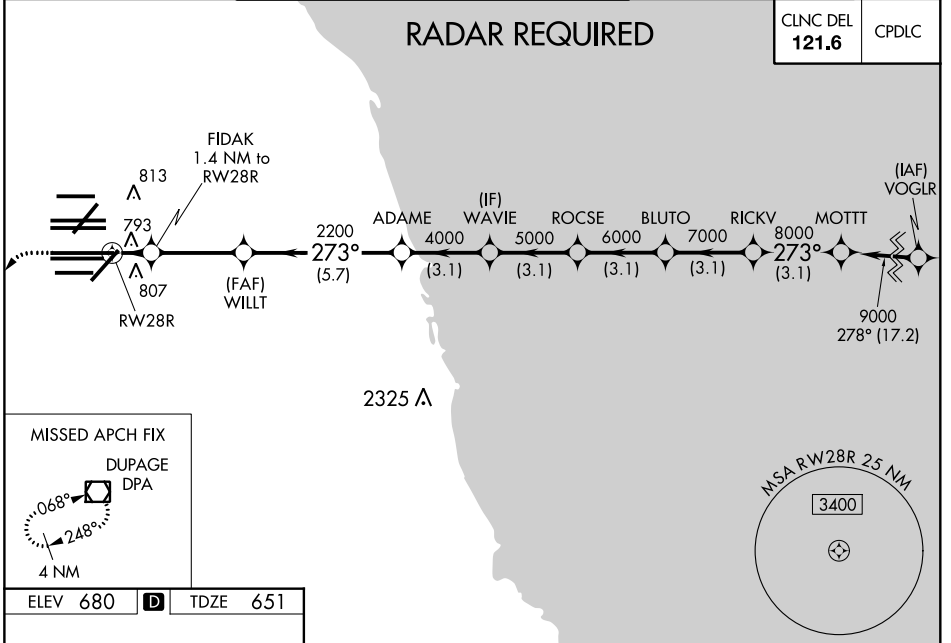 RADAR REQUIRED
CLNC DEL
121.6
CPDLC
FIDAK
1.4 NM to
RW28R
813
793
807
RW28R
(FAF)
WILLT
2200
273°
(5.7)
ADAME
4000
(3.1)
(IF)
WAVIE
5000
(3.1)
ROCSE
6000
(3.1)
BLUTO
7000
(3.1)
RICKV
8000
273°
(3.1)
MOTTT
(IAF)
VOGLR
9000
278° (17.2)
2325
MISSED APCH FIX
DUPAGE
DPA
068°
248°
4 NM
MSA RW28R 25 NM
3400
ELEV 680 D TDZE 651